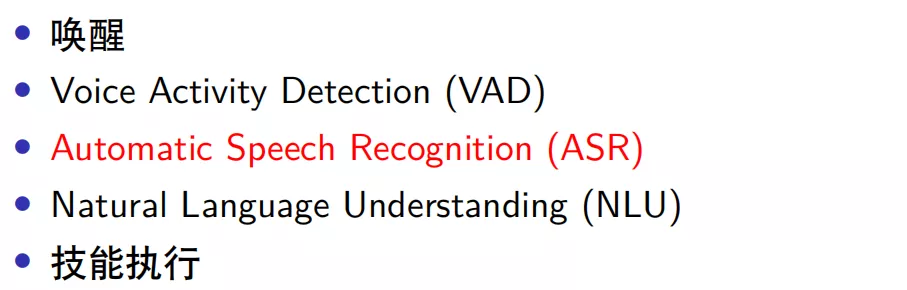 • 唤醒
• Voice Activity Detection (VAD)
• Automatic Speech Recognition (ASR)
• Natural Language Understanding (NLU)
• 技能执行